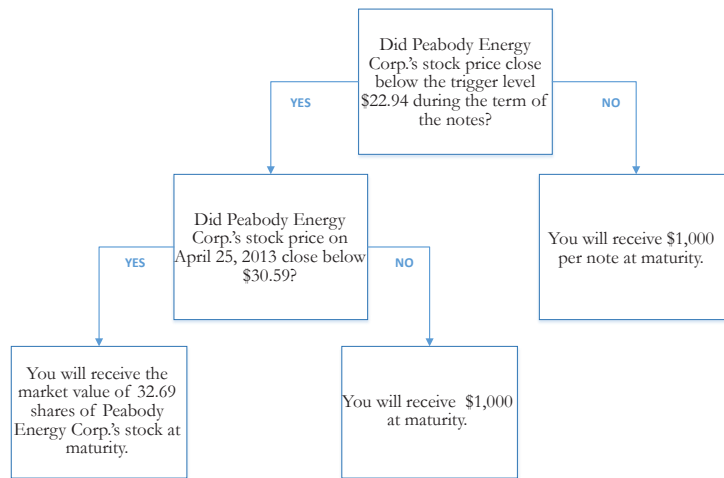 Did Peabody Energy
Corp.'s stock price close
below the trigger level
$22.94 during the term of
the notes?
YES
NO
Did Peabody Energy
Corp.'s stock price on
April 25, 2013 close below
$30.59?
You will receive $1,000
per note at maturity.
YES
NO
You will receive the
market value of 32.69
shares of Peabody
Energy Corp.'s stock at
maturity.
You will receive $1,000
at maturity.